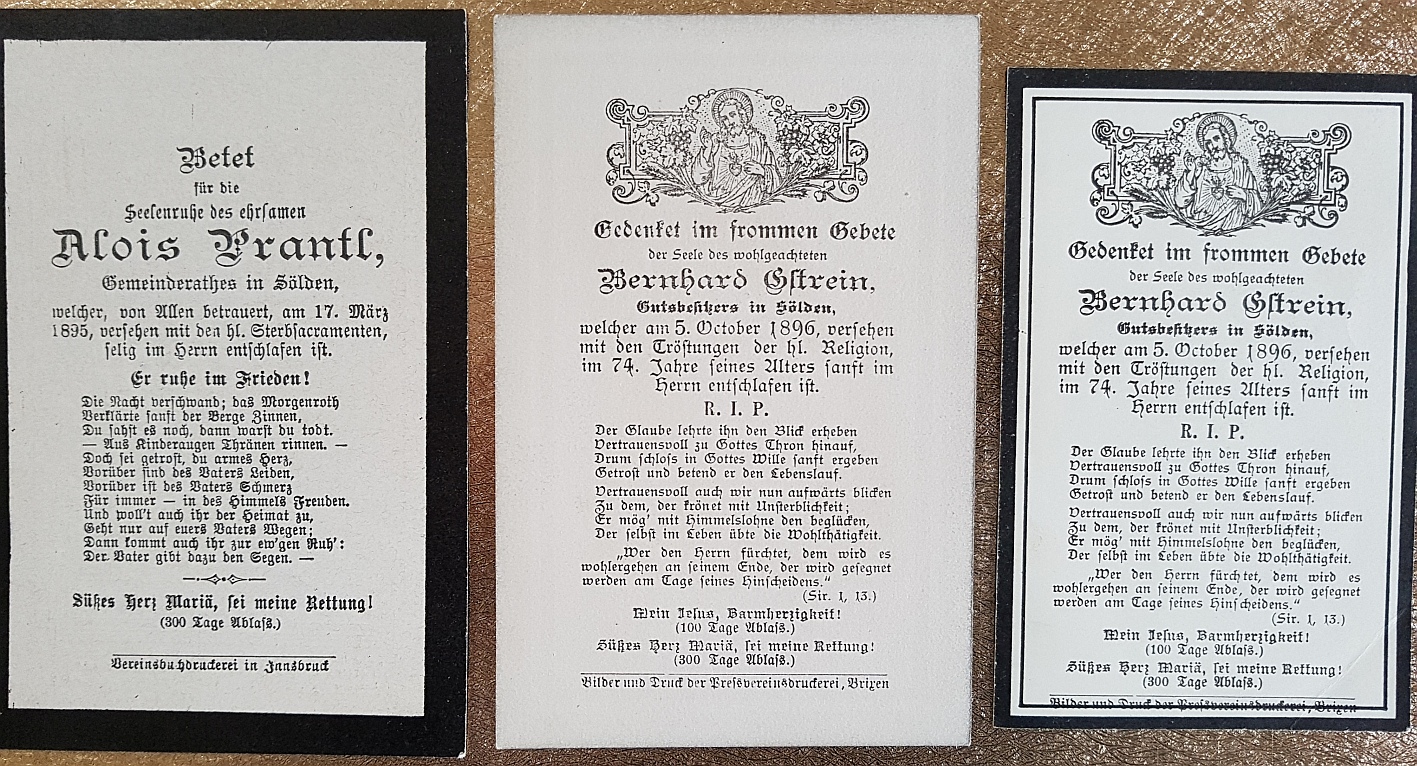 Betet
für die
Seelenruhe des ehrsamen
Alois Prantl,
Gemeinderathes in Sölden,
welcher, von Allen betrauert, am 17. März
1895, versehen mit den hl. Sterbsacramenten,
selig im Herrn entschlafen ist.
Er ruhe im Frieden!
Die Nacht verschwand; das Morgenroth
Verklärte sanft der Berge Zinnen,
Du sahst es noch, dann warst du todt.
— Aus Kinderaugen Thränen rinnen. —
Doch sei getrost, du armes Herz,
Vorüber sind des Vaters Leiden,
Vorüber ist des Vaters Schmerz
Für immer — in des Himmels Freuden.
Und woll't auch ihr der Heimat zu,
Geht nur auf euers Vaters Wegen;
Dann kommt auch ihr zur ew'gen Ruh':
Der Vater gibt dazu den Segen. —
Süßes Herz Mariä, sei meine Rettung!
(300 Tage Ablaß.)
Vereinsbuchdruckerei in Innsbruck
Gedenket im frommen Gebete
der Seele des wohlgeachteten
Bernhard Gstrein,
Gutsbesitzers in Sölden,
welcher am 5. October 1896, versehen
mit den Tröstungen der hl. Religion,
im 74. Jahre seines Alters sanft im
Herrn entschlafen ist.
R. I. P.
Der Glaube lehrte ihn den Blick erheben
Vertrauensvoll zu Gottes Thron hinauf,
Drum schloß in Gottes Wille sanft ergeben
Getrost und betend er den Lebenslauf.
Vertrauensvoll auch wir nun aufwärts blicken
Zu dem, der krönet mit Unsterblichkeit;
Er mög' mit Himmelslohne den beglücken,
Der selbst im Leben übte die Wohlthätigkeit.
„Wer den Herrn fürchtet, dem wird es
wohlergehen an seinem Ende, der wird gesegnet
werden am Tage seines Hinscheidens.“
(Sir. 1, 13.)
Mein Jesus, Barmherzigkeit!
(100 Tage Ablaß.)
Süßes Herz Mariä, sei meine Rettung!
(300 Tage Ablaß.)
Bilder und Druck der Preßvereinsdruckerei, Brixen
Gedenket im frommen Gebete
der Seele des wohlgeachteten
Bernhard Gstrein,
Gutsbesitzers in Sölden,
welcher am 5. October 1896, versehen
mit den Tröstungen der hl. Religion,
im 74. Jahre seines Alters sanft im
Herrn entschlafen ist.
R. I. P.
Der Glaube lehrte ihn den Blick erheben
Vertrauensvoll zu Gottes Thron hinauf,
Drum schloß in Gottes Wille sanft ergeben
Getrost und betend er den Lebenslauf.
Vertrauensvoll auch wir nun aufwärts blicken
Zu dem, der krönet mit Unsterblichkeit;
Er mög' mit Himmelslohne den beglücken,
Der selbst im Leben übte die Wohlthätigkeit.
„Wer den Herrn fürchtet, dem wird es
wohlergehen an seinem Ende, der wird gesegnet
werden am Tage seines Hinscheidens.“
(Sir. 1, 13.)
Mein Jesus, Barmherzigkeit!
(100 Tage Ablaß.)
Süßes Herz Mariä, sei meine Rettung!
(300 Tage Ablaß.)
Bilder und Druck der Preßvereinsdruckerei, Brixen